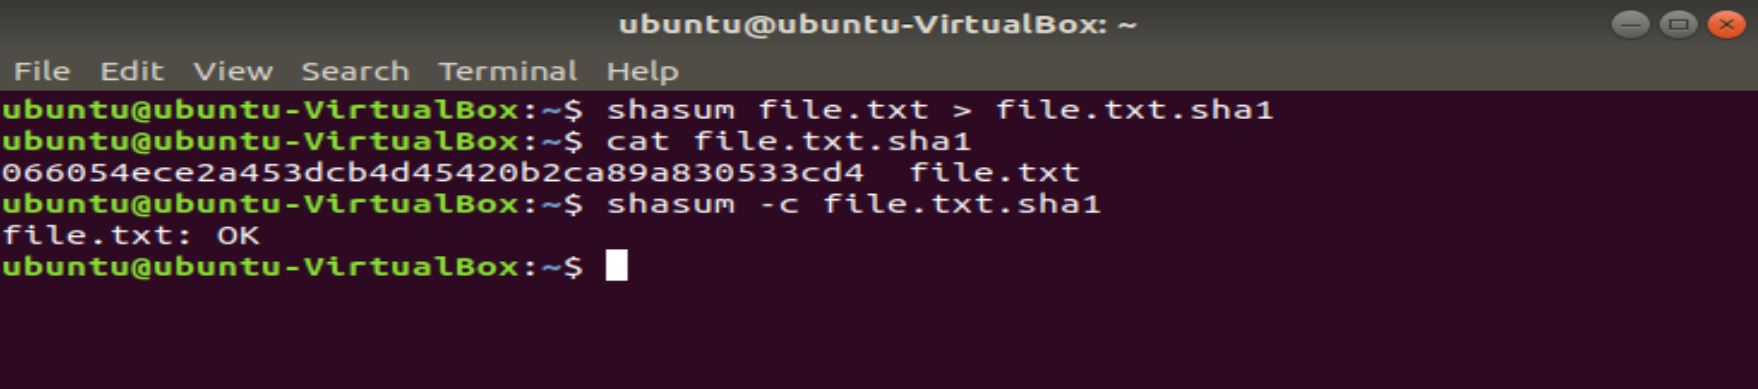 ubuntu@ubuntu-VirtualBox: ~
File Edit View Search Terminal Help
ubuntu@ubuntu-VirtualBox:~$ shasum file.txt > file.txt.sha1
ubuntu@ubuntu-VirtualBox:~$ cat file.txt.sha1
066054ece2a453dcb4d45420b2ca89a830533cd4  file.txt
ubuntu@ubuntu-VirtualBox:~$ shasum -c file.txt.sha1
file.txt: OK
ubuntu@ubuntu-VirtualBox:~$